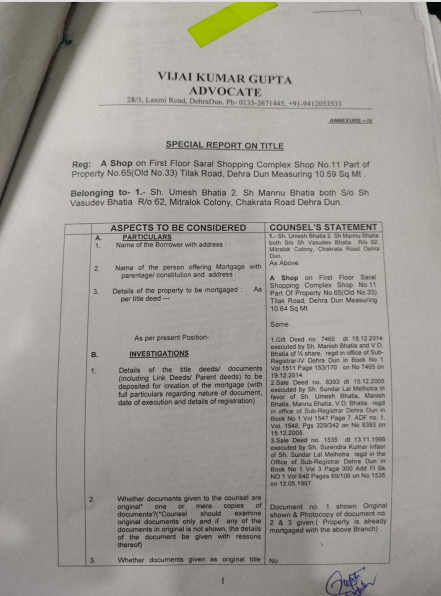 VIJAI KUMAR GUPTA
ADVOCATE
28/3, Laxmi Road, DehraDun. Ph- 0135-2671445, +91-9412053533
ANNEXURE – IV
SPECIAL REPORT ON TITLE
Reg: A Shop on First Floor Saral Shopping Complex Shop No.11 Part of
Property No.65(Old No.33) Tilak Road, Dehra Dun Measuring 10.59 Sq Mt .
Belonging to- 1.- Sh. Umesh Bhatia 2. Sh Mannu Bhatia both S/o Sh
Vasudev Bhatia R/o 62, Mitralok Colony, Chakrata Road Dehra Dun.
ASPECTS TO BE CONSIDERED
COUNSEL'S STATEMENT
A. PARTICULARS
1. Name of the Borrower with address :
1.- Sh. Umesh Bhatia 2. Sh Mannu Bhatia
both S/o Sh Vasudev Bhatia R/o 62,
Mitralok Colony, Chakrata Road Dehra
Dun.
2. Name of the person offering Mortgage with
parentage/ constitution and address :
As Above
3. Details of the property to be mortgaged : As
per title deed ---
A Shop on First Floor Saral
Shopping Complex Shop No.11
Part Of Property No.65(Old No.33)
Tilak Road, Dehra Dun Measuring
10.64 Sq Mt
As per present Position-
Same
B. INVESTIGATIONS
1. Details of the title deeds/ documents
(including Link Deeds/ Parent deeds) to be
deposited for creation of the mortgage (with
full particulars regarding nature of document,
date of execution and details of registration)
1.Gift Deed no. 7465 dt 18.12.2014
executed by Sh. Manish Bhatia and V.D.
Bhatia of ½ share, regd in office of Sub-
Registrar-IV Dehra Dun in Book No 1
Vol 1511 Page 153/170 on No 7465 on
19.12.2014
2.Sale Deed no. 8393 dt 15.12.2005
executed by Sh. Sundar Lal Melhotra in
favor of Sh. Umesh Bhatia, Manish
Bhatia, Mannu Bhatia, V.D. Bhatia regd
in office of Sub-Registrar Dehra Dun in
Book No 1 Vol 1547 Page 7. ADF no, 1,
Vol, 1548, Pgs 329/342 on No 8393 on
15.12.2005.
3.Sale Deed no. 1535 dt 13.11.1996
executed by Sh. Surendra Kumar infaor
of Sh. Sundar Lal Melhotra regd in the
Office of Sub-Registrar Dehra Dun in
Book No 1 Vol 3 Page 300 Add Fl Bk
NO 1 Vol 640 Pages 69/106 on No 1535
on 12.05.1997
2. Whether documents given to the counsel are
original* one or more copies of
documents?(*Counsel should examine
original documents only and if any of the
documents in original is not shown, the details
of the document be given with reasons
thereof)
Document no. 1 shown Original
shown & Photocopy of document no.
2 & 3 given.( Property is already
mortgaged with the above Branch) .
3. Whether documents given as original title
No
1